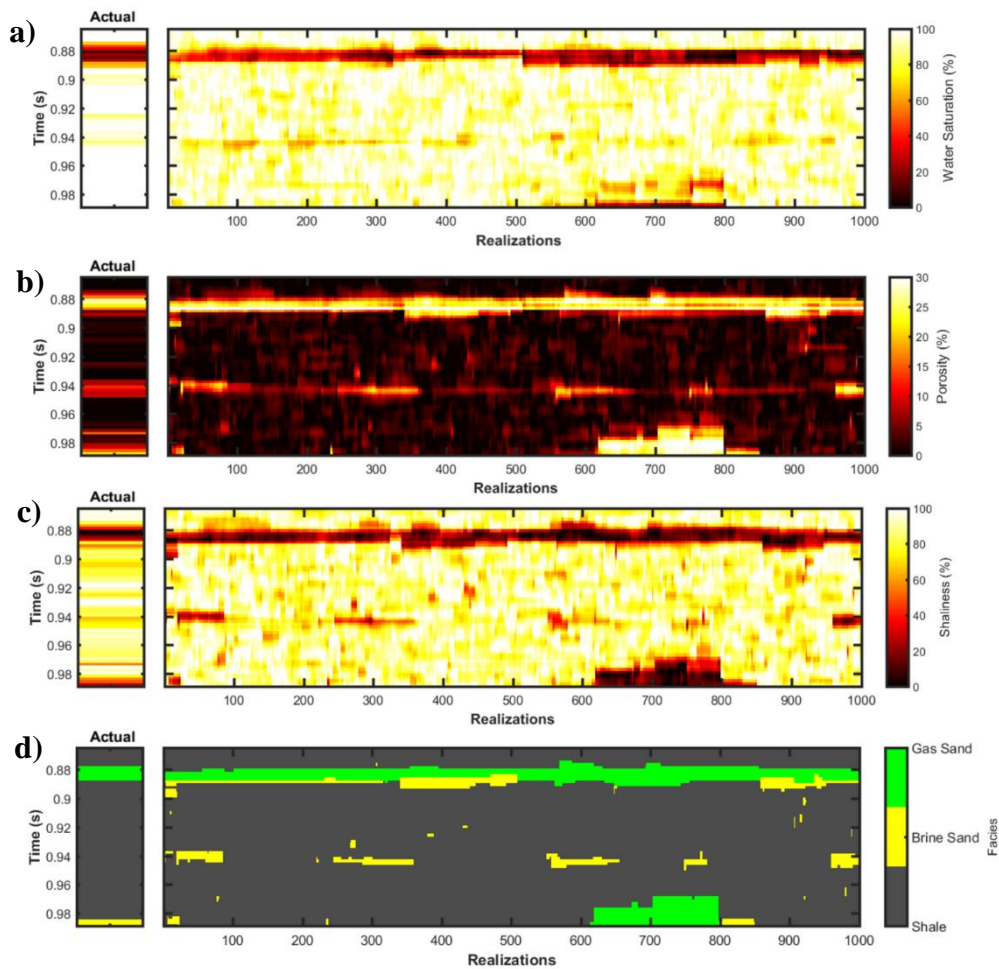 a)
Actual
0.88
0.9
0.92
0.94
0.96
0.98
Time (s)
100 200 300 400 500 600 700 800 900 1000
Realizations
100
80
60
40
20
0
Water Saturation (%)
b)
Actual
0.88
0.9
0.92
0.94
0.96
0.98
Time (s)
100 200 300 400 500 600 700 800 900 1000
Realizations
30
25
20
15
10
5
0
Porosity (%)
c)
Actual
0.88
0.9
0.92
0.94
0.96
0.98
Time (s)
100 200 300 400 500 600 700 800 900 1000
Realizations
100
80
60
40
20
0
Shaliness (%)
d)
Actual
0.88
0.9
0.92
0.94
0.96
0.98
Time (s)
100 200 300 400 500 600 700 800 900 1000
Realizations
Gas Sand
Brine Sand
Shale
Facies